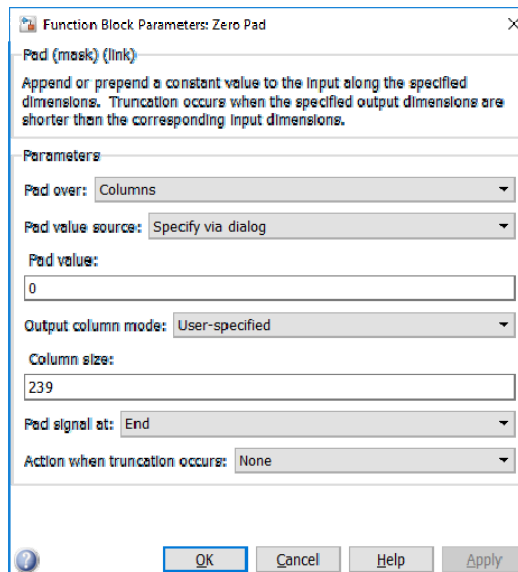 Function Block Parameters: Zero Pad
Pad (mask) (link)
Append or prepend a constant value to the input along the specified
dimensions. Truncation occurs when the specified output dimensions are
shorter than the corresponding input dimensions.
Parameters
Pad over: Columns
Pad value source: Specify via dialog
Pad value:
0
Output column mode: User-specified
Column size:
239
Pad signal at: End
Action when truncation occurs: None
OK Cancel Help Apply